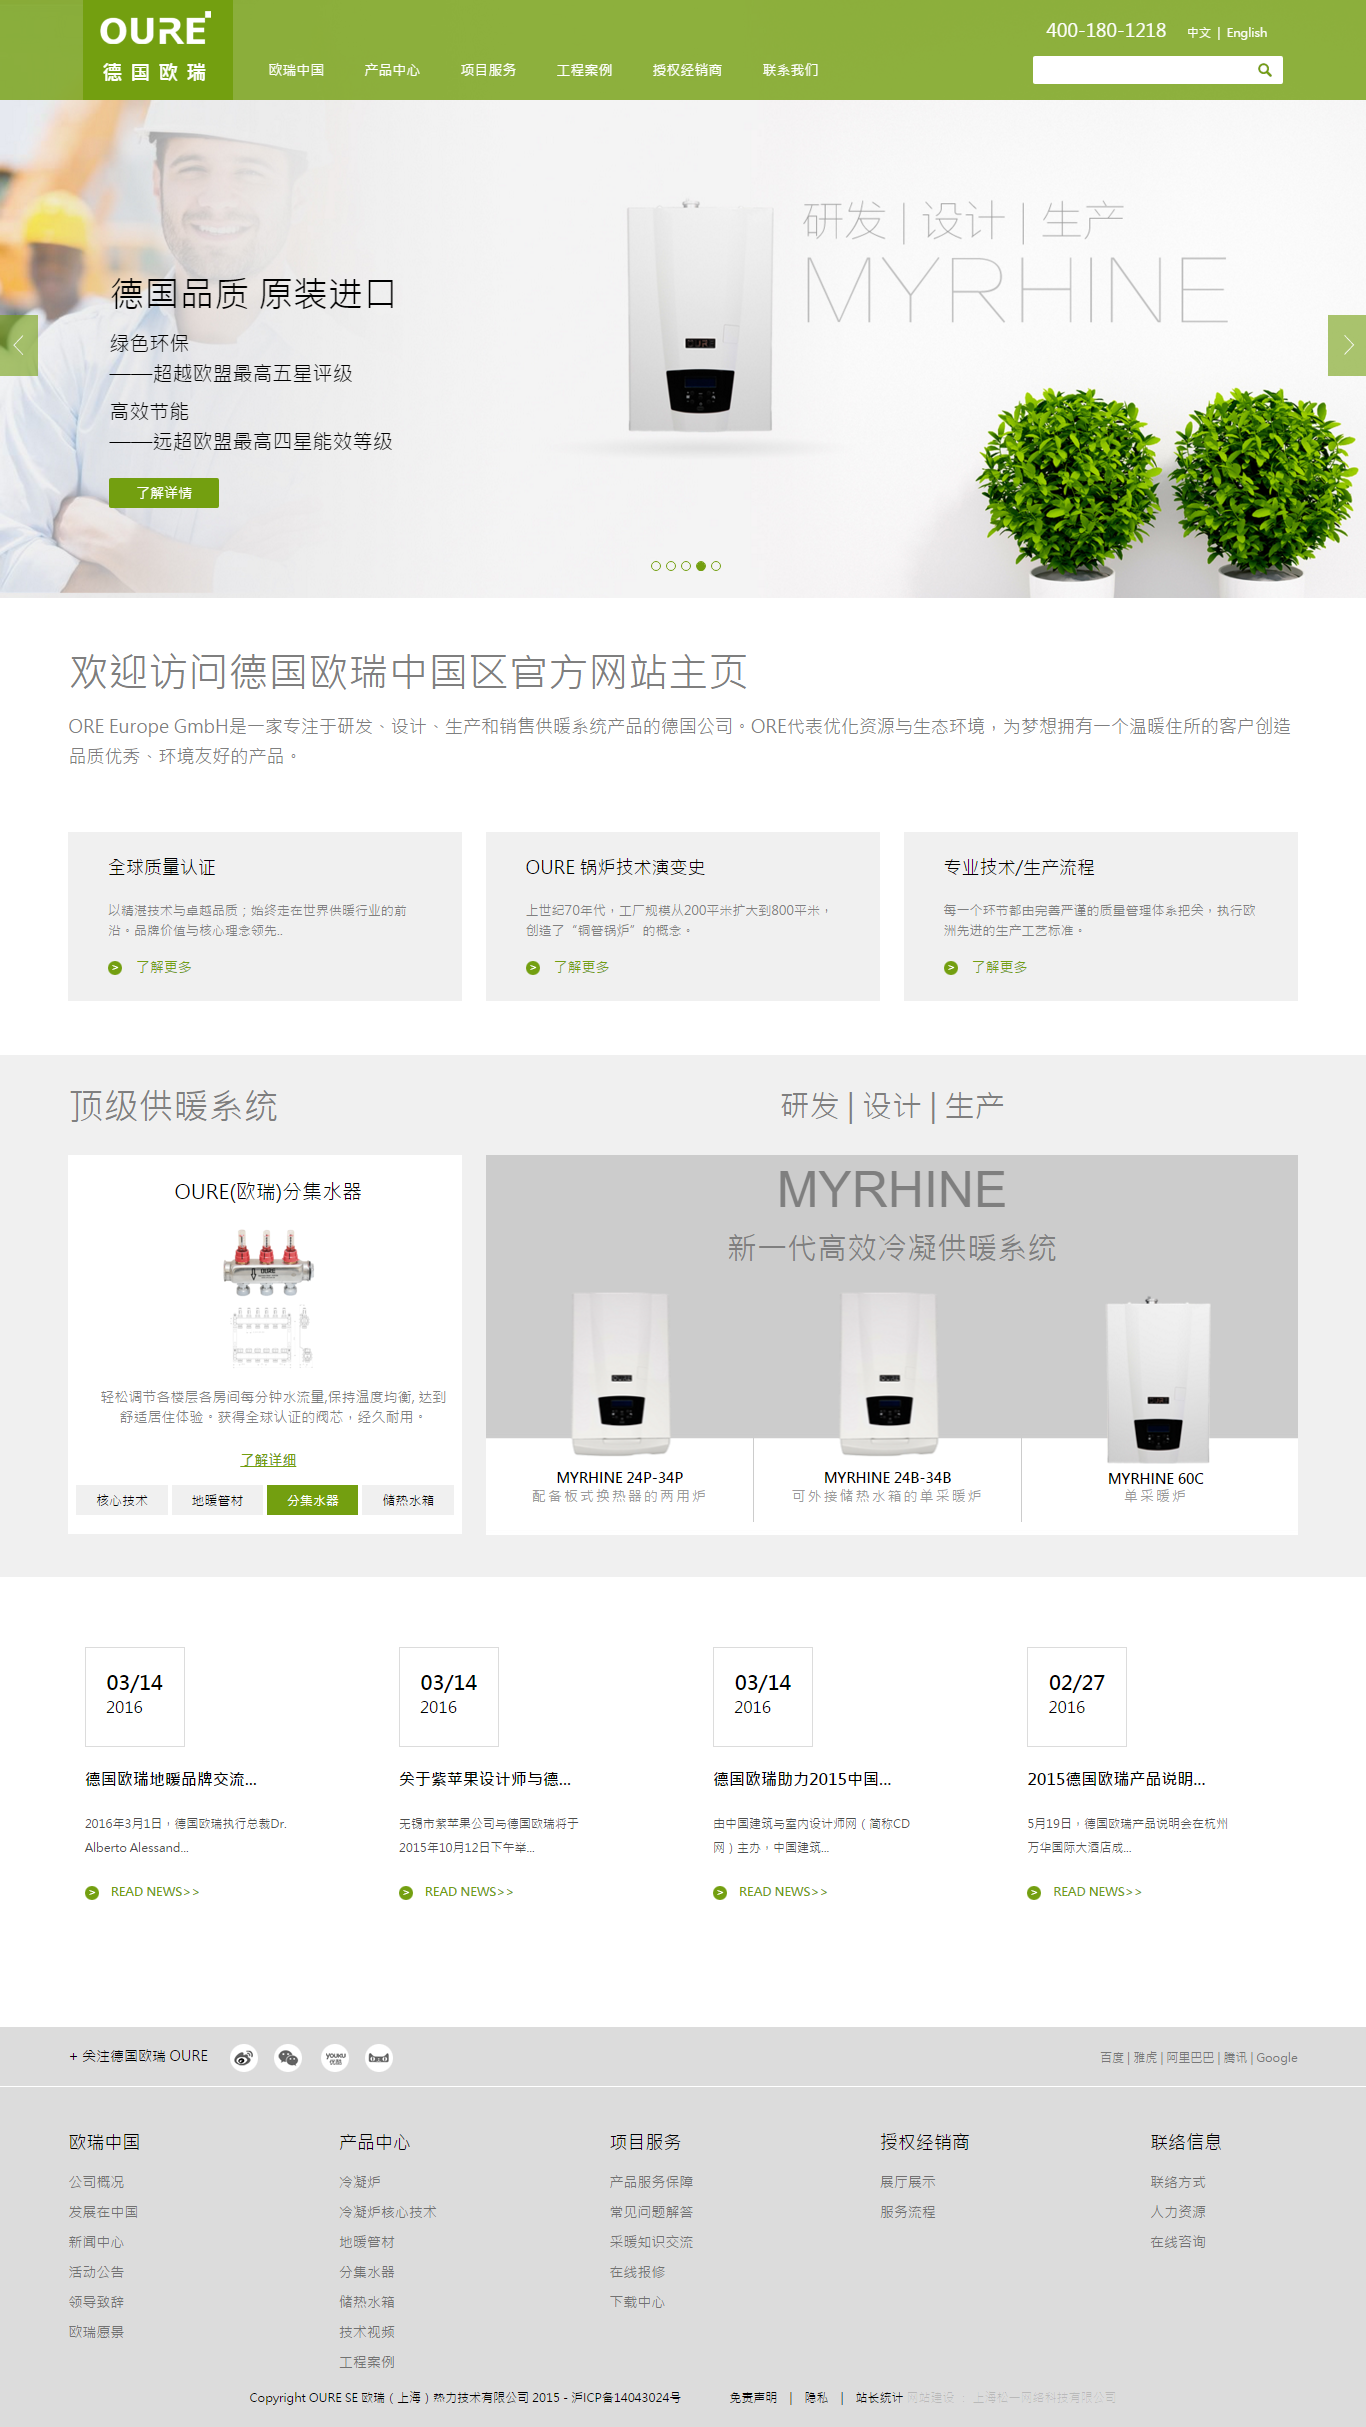 OURE
德国欧瑞
欧瑞中国 产品中心 项目服务 工程案例 授权经销商 联系我们
400-180-1218 中文 | English
研发 | 设计 | 生产
MYRHINE
德国品质 原装进口
绿色环保
——超越欧盟最高五星评级
高效节能
——远超欧盟最高四星能效等级
了解详情
欢迎访问德国欧瑞中国区官方网站主页
ORE Europe GmbH是一家专注于研发、设计、生产和销售供暖系统产品的德国公司。ORE代表优化资源与生态环境，为梦想拥有一个温暖住所的客户创造
品质优秀、环境友好的产品。
全球质量认证
以精湛技术与卓越品质；始终走在世界供暖行业的前
沿。品牌价值与核心理念领先..
> 了解更多
OURE 锅炉技术演变史
上世纪70年代，工厂规模从200平米扩大到800平米，
创造了“铜管锅炉”的概念。
> 了解更多
专业技术/生产流程
每一个环节都由完善严谨的质量管理体系把关，执行欧
洲先进的生产工艺标准。
> 了解更多
顶级供暖系统
研发 | 设计 | 生产
OURE(欧瑞)分集水器
OURE
轻松调节各楼层各房间每分钟水流量,保持温度均衡, 达到
舒适居住体验。获得全球认证的阀芯，经久耐用。
了解详细
核心技术 地暖管材 分集水器 储热水箱
MYRHINE
新一代高效冷凝供暖系统
MYRHINE 24P-34P
配备板式换热器的两用炉
MYRHINE 24B-34B
可外接储热水箱的单采暖炉
MYRHINE 60C
单采暖炉
03/14
2016
德国欧瑞地暖品牌交流...
2016年3月1日，德国欧瑞执行总裁Dr.
Alberto Alessand...
> READ NEWS>>
03/14
2016
关于紫苹果设计师与德...
无锡市紫苹果公司与德国欧瑞将于
2015年10月12日下午举...
> READ NEWS>>
03/14
2016
德国欧瑞助力2015中国...
由中国建筑与室内设计师网（简称CD
网）主办，中国建筑...
> READ NEWS>>
02/27
2016
2015德国欧瑞产品说明...
5月19日，德国欧瑞产品说明会在杭州
万华国际大酒店成...
> READ NEWS>>
+ 关注德国欧瑞 OURE
YOUKU
优酷
百度 | 雅虎 | 阿里巴巴 | 腾讯 | Google
欧瑞中国
公司概况
发展在中国
新闻中心
活动公告
领导致辞
欧瑞愿景
产品中心
冷凝炉
冷凝炉核心技术
地暖管材
分集水器
储热水箱
技术视频
工程案例
项目服务
产品服务保障
常见问题解答
采暖知识交流
在线报修
下载中心
授权经销商
展厅展示
服务流程
联络信息
联络方式
人力资源
在线咨询
Copyright OURE SE 欧瑞（上海）热力技术有限公司 2015 - 沪ICP备14043024号 免责声明 | 隐私 | 站长统计 网站建设 ： 上海松一网络科技有限公司